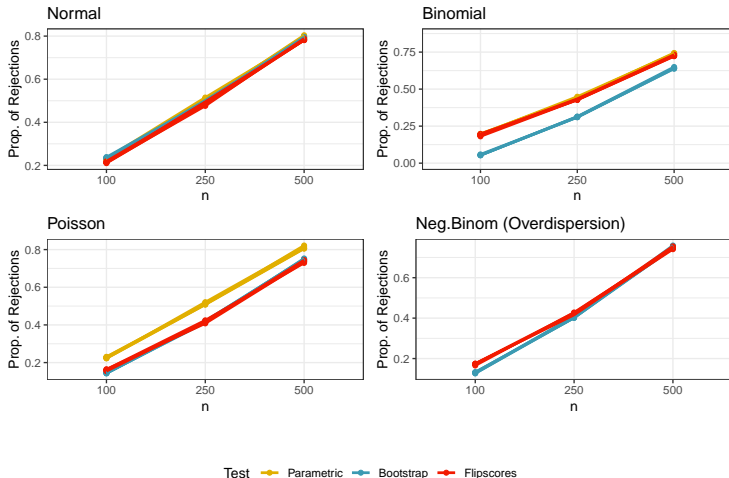 Normal
Prop. of Rejections
0.8
0.6
0.4
0.2
100 250 500
n
Binomial
Prop. of Rejections
0.75
0.50
0.25
0.00
100 250 500
n
Poisson
Prop. of Rejections
0.8
0.6
0.4
0.2
100 250 500
n
Neg.Binom (Overdispersion)
Prop. of Rejections
0.6
0.4
0.2
100 250 500
n
Test Parametric Bootstrap Flipscores